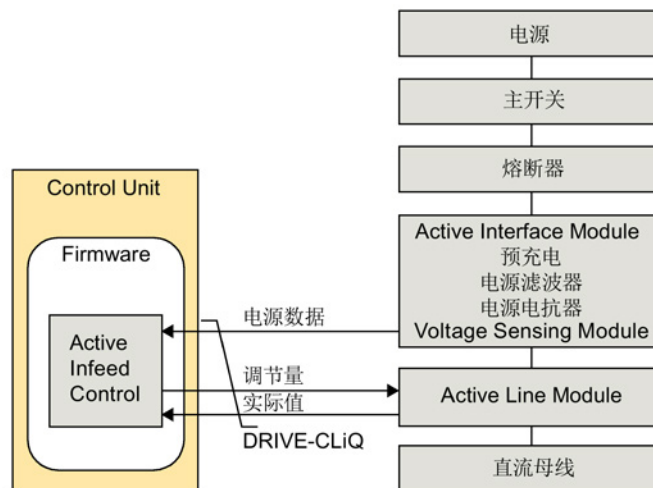 电源
主开关
熔断器
Control Unit
Firmware
Active
Infeed
Control
电源数据
调节量
实际值
DRIVE-CLiQ
Active Interface Module
预充电
电源滤波器
电源电抗器
Voltage Sensing Module
Active Line Module
直流母线